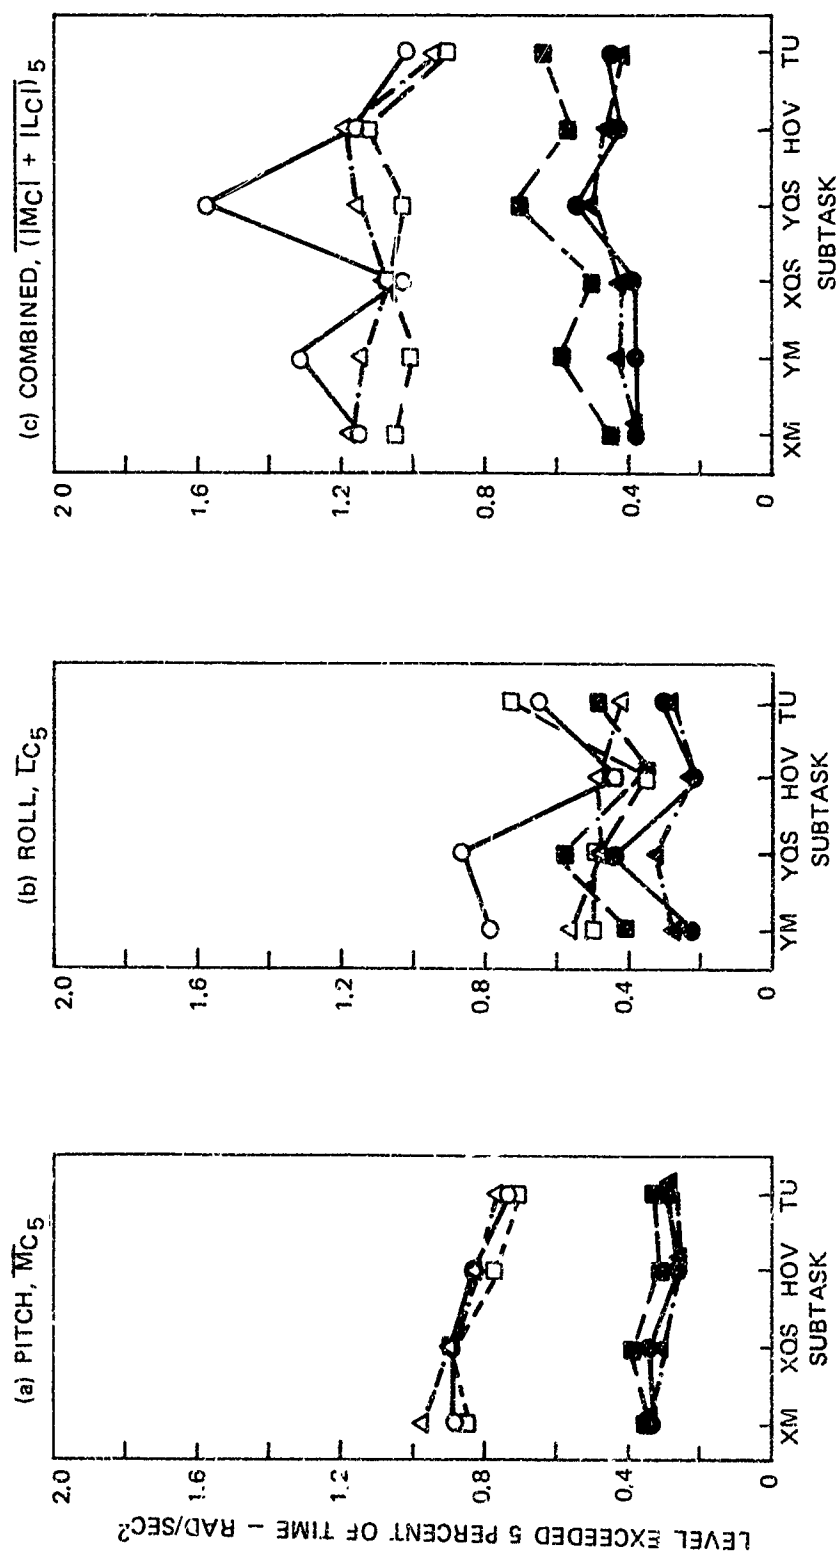 LEVEL EXCEEDED 5 PERCENT OF TIME – RAD/SEC²
(a) PITCH, M̅C5
2.0
1.6
1.2
0.8
0.4
0
XM XQS HOV TU
SUBTASK
(b) ROLL, L̅C5
2.0
1.6
1.2
0.8
0.4
0
YM YQS HOV TU
SUBTASK
(c) COMBINED, (|MC| + |LC|)5
2 0
1.6
1.2
0.8
0.4
0
XM YM XQS YQS HOV TU
SUBTASK